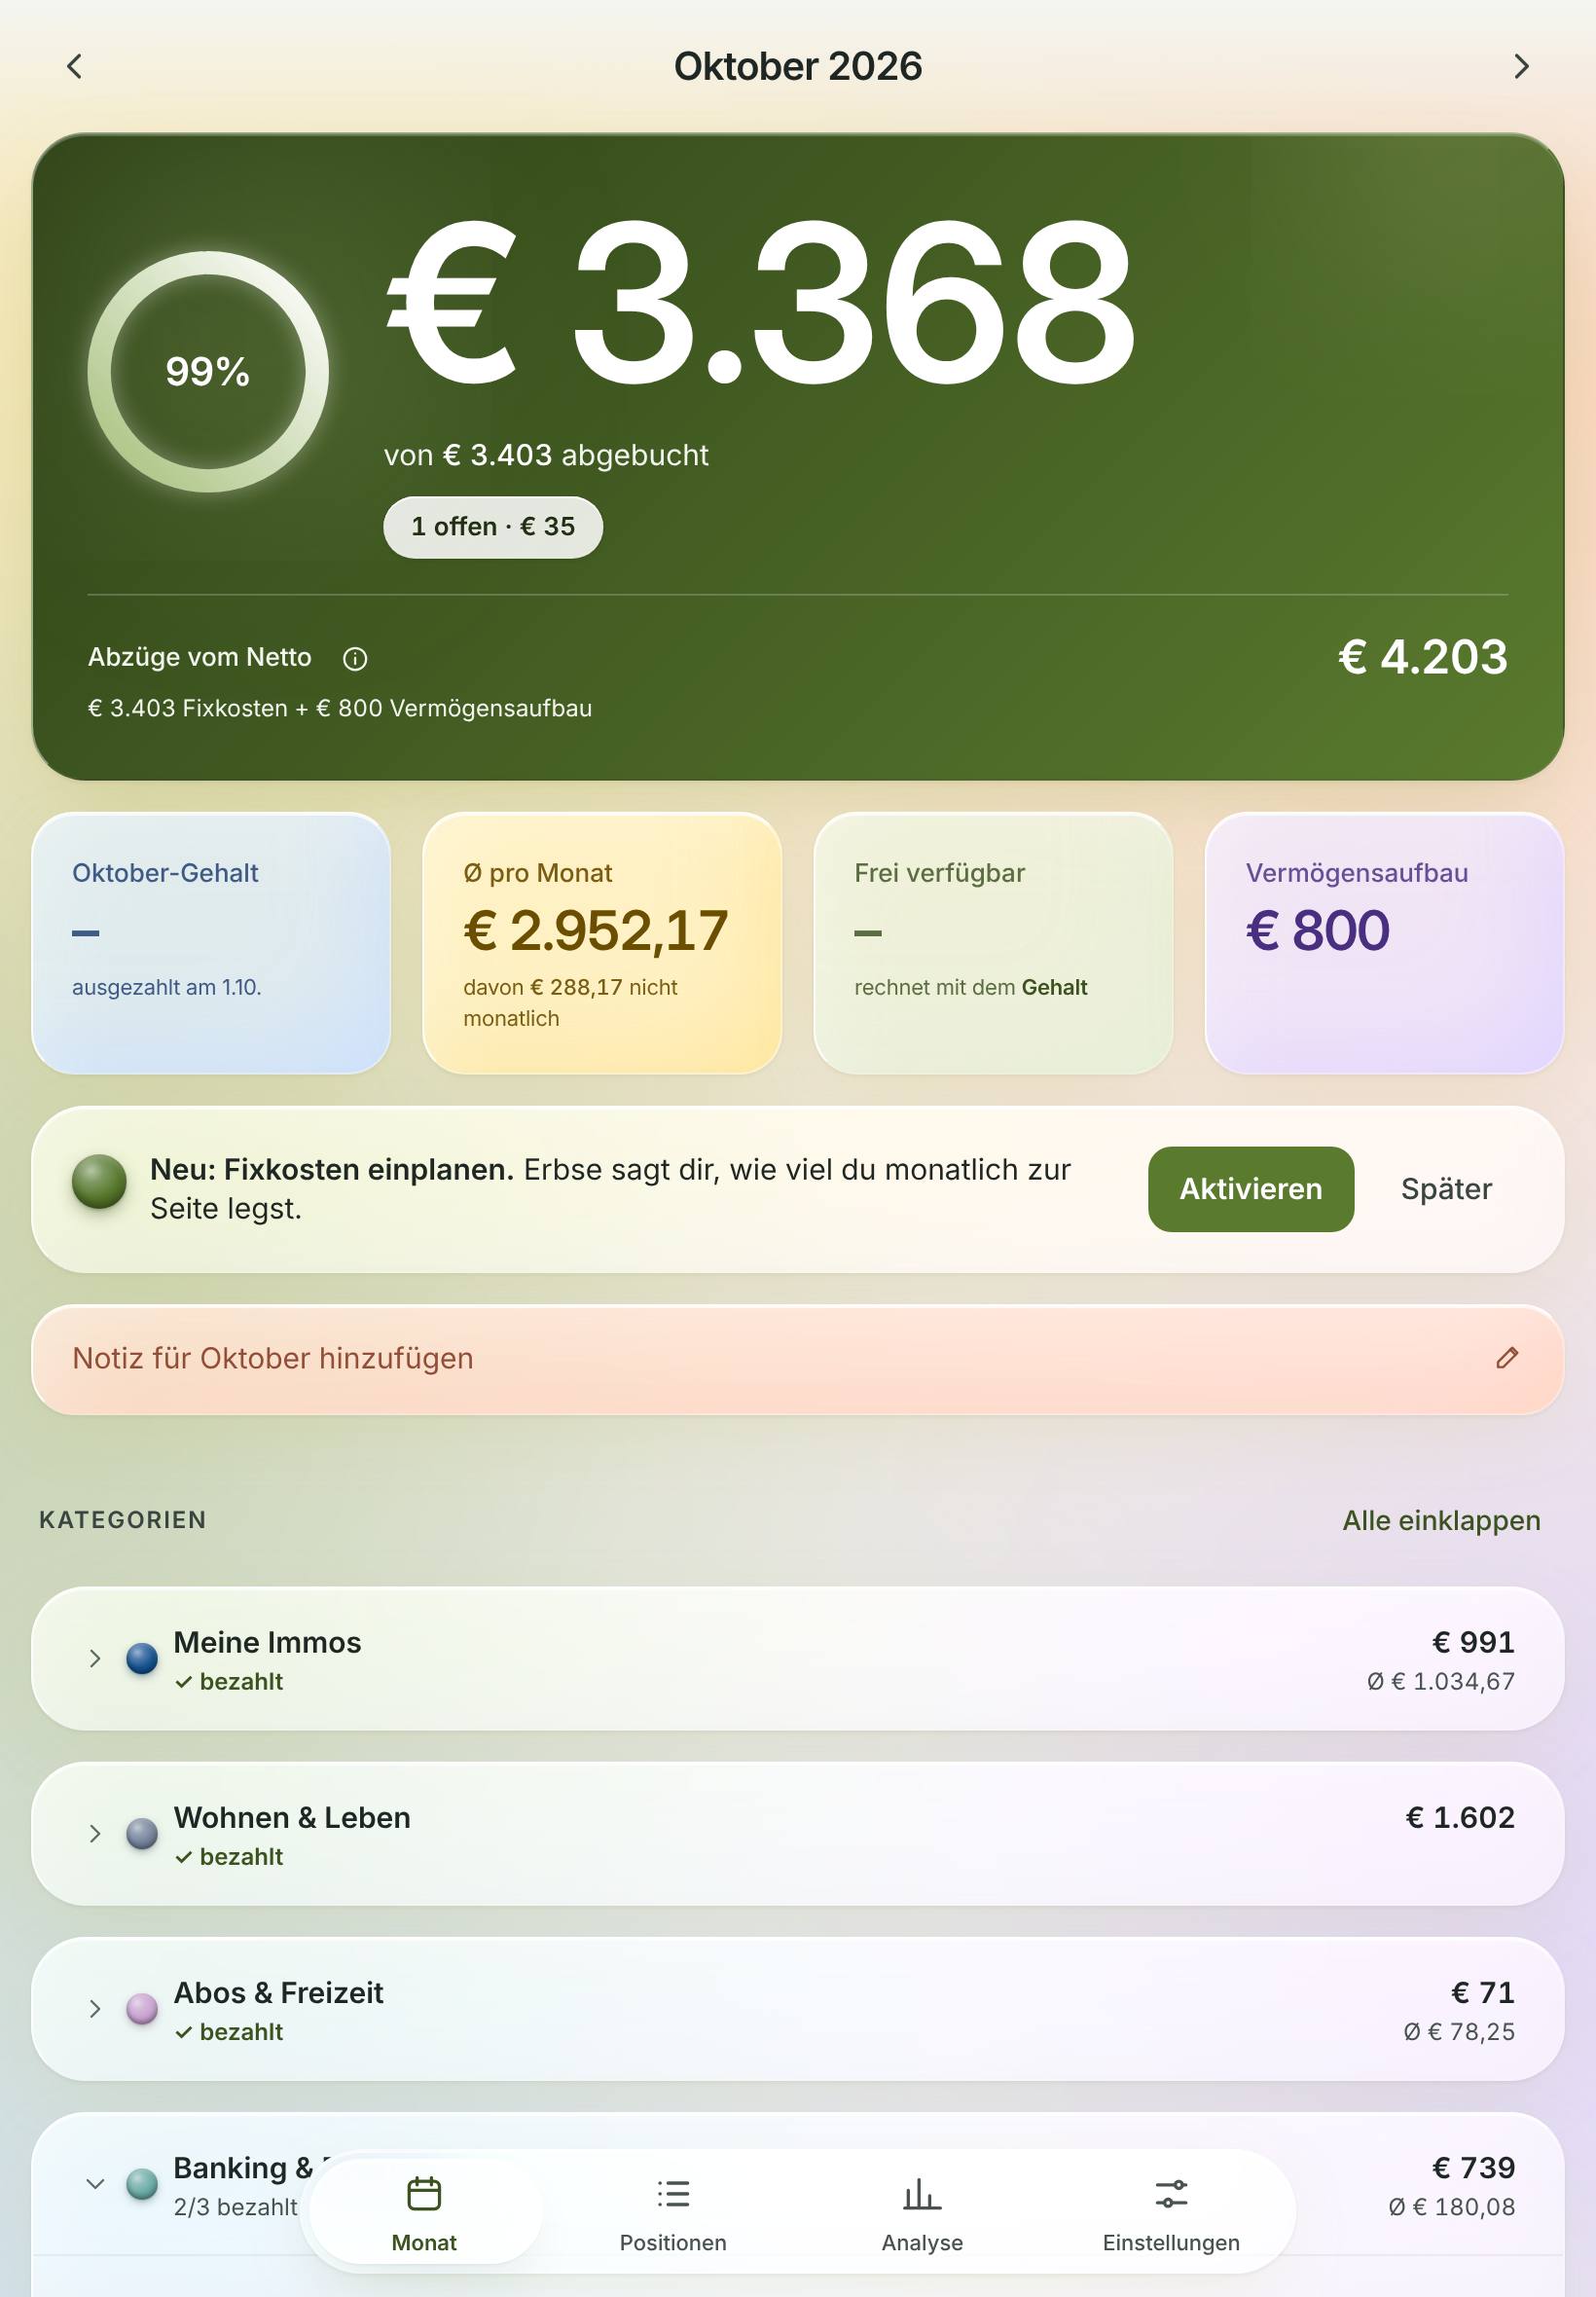 Oktober 2026
99%
€ 3.368
von € 3.403 abgebucht
1 offen · € 35
Abzüge vom Netto
€ 4.203
€ 3.403 Fixkosten + € 800 Vermögensaufbau
Oktober-Gehalt
–
ausgezahlt am 1.10.
Ø pro Monat
€ 2.952,17
davon € 288,17 nicht
monatlich
Frei verfügbar
–
rechnet mit dem Gehalt
Vermögensaufbau
€ 800
Neu: Fixkosten einplanen. Erbse sagt dir, wie viel du monatlich zur
Seite legst.
Aktivieren
Später
Notiz für Oktober hinzufügen
KATEGORIEN
Alle einklappen
Meine Immos
€ 991
✓ bezahlt
Ø € 1.034,67
Wohnen & Leben
€ 1.602
✓ bezahlt
Abos & Freizeit
€ 71
✓ bezahlt
Ø € 78,25
Banking &
€ 739
2/3 bezahlt
Ø € 180,08
Monat
Positionen
Analyse
Einstellungen